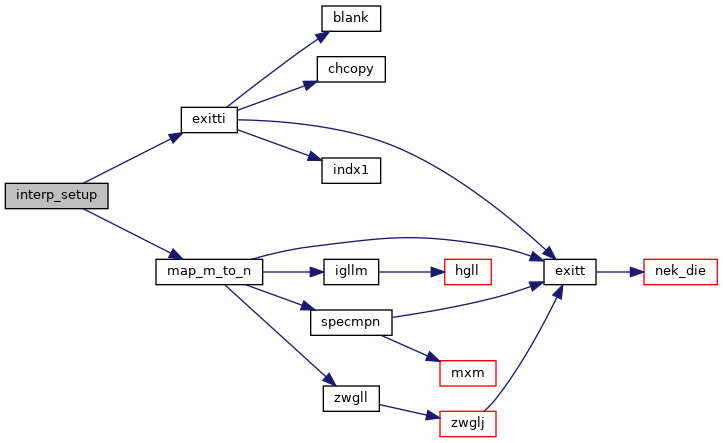 blank
chcopy
exitti
indx1
interp_setup
map_m_to_n
igllm
hgll
exitt
nek_die
specmpn
mxm
zwgll
zwglj